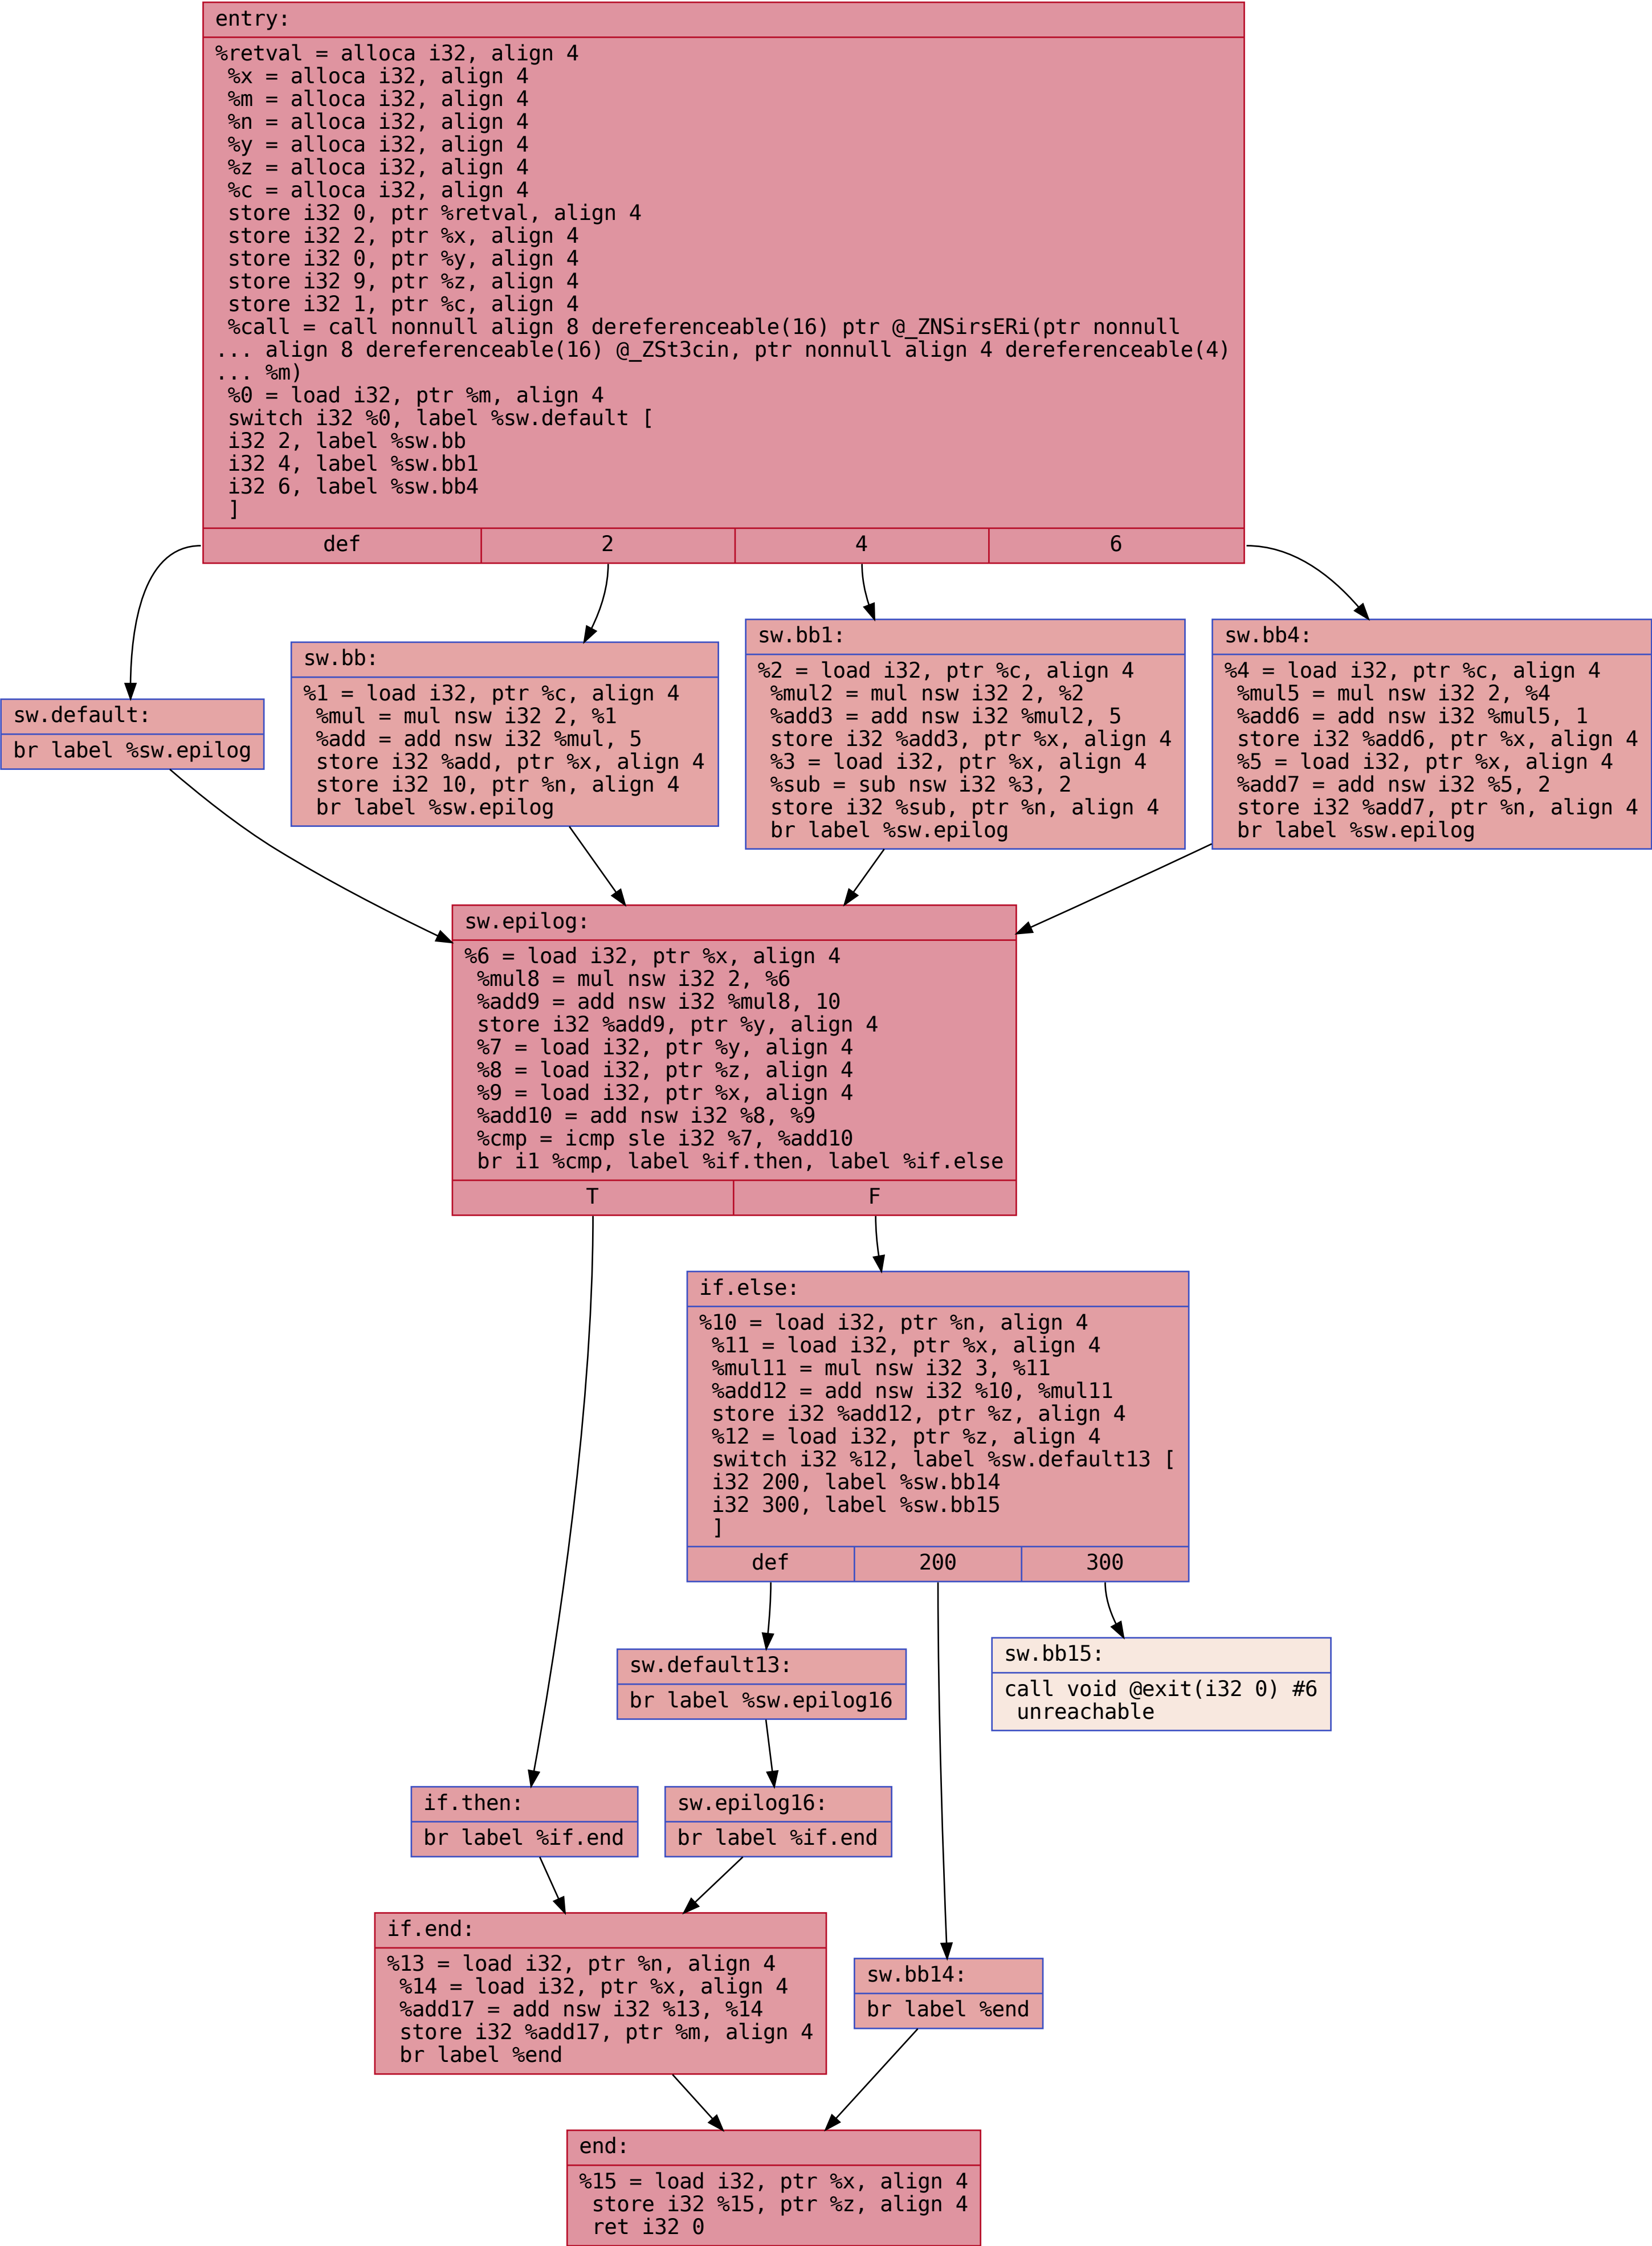 entry:
%retval = alloca i32, align 4
%x = alloca i32, align 4
%m = alloca i32, align 4
%n = alloca i32, align 4
%y = alloca i32, align 4
%z = alloca i32, align 4
%c = alloca i32, align 4
store i32 0, ptr %retval, align 4
store i32 2, ptr %x, align 4
store i32 0, ptr %y, align 4
store i32 9, ptr %z, align 4
store i32 1, ptr %c, align 4
%call = call nonnull align 8 dereferenceable(16) ptr @_ZNSirsERi(ptr nonnull
... align 8 dereferenceable(16) @_ZSt3cin, ptr nonnull align 4 dereferenceable(4)
... %m)
%0 = load i32, ptr %m, align 4
switch i32 %0, label %sw.default [
i32 2, label %sw.bb
i32 4, label %sw.bb1
i32 6, label %sw.bb4
]
def
2
4
6
sw.default:
br label %sw.epilog
sw.bb:
%1 = load i32, ptr %c, align 4
%mul = mul nsw i32 2, %1
%add = add nsw i32 %mul, 5
store i32 %add, ptr %x, align 4
store i32 10, ptr %n, align 4
br label %sw.epilog
sw.bb1:
%2 = load i32, ptr %c, align 4
%mul2 = mul nsw i32 2, %2
%add3 = add nsw i32 %mul2, 5
store i32 %add3, ptr %x, align 4
%3 = load i32, ptr %x, align 4
%sub = sub nsw i32 %3, 2
store i32 %sub, ptr %n, align 4
br label %sw.epilog
sw.bb4:
%4 = load i32, ptr %c, align 4
%mul5 = mul nsw i32 2, %4
%add6 = add nsw i32 %mul5, 1
store i32 %add6, ptr %x, align 4
%5 = load i32, ptr %x, align 4
%add7 = add nsw i32 %5, 2
store i32 %add7, ptr %n, align 4
br label %sw.epilog
sw.epilog:
%6 = load i32, ptr %x, align 4
%mul8 = mul nsw i32 2, %6
%add9 = add nsw i32 %mul8, 10
store i32 %add9, ptr %y, align 4
%7 = load i32, ptr %y, align 4
%8 = load i32, ptr %z, align 4
%9 = load i32, ptr %x, align 4
%add10 = add nsw i32 %8, %9
%cmp = icmp sle i32 %7, %add10
br i1 %cmp, label %if.then, label %if.else
T
F
if.else:
%10 = load i32, ptr %n, align 4
%11 = load i32, ptr %x, align 4
%mul11 = mul nsw i32 3, %11
%add12 = add nsw i32 %10, %mul11
store i32 %add12, ptr %z, align 4
%12 = load i32, ptr %z, align 4
switch i32 %12, label %sw.default13 [
i32 200, label %sw.bb14
i32 300, label %sw.bb15
]
def
200
300
sw.default13:
br label %sw.epilog16
sw.bb15:
call void @exit(i32 0) #6
unreachable
if.then:
br label %if.end
sw.epilog16:
br label %if.end
if.end:
%13 = load i32, ptr %n, align 4
%14 = load i32, ptr %x, align 4
%add17 = add nsw i32 %13, %14
store i32 %add17, ptr %m, align 4
br label %end
sw.bb14:
br label %end
end:
%15 = load i32, ptr %x, align 4
store i32 %15, ptr %z, align 4
ret i32 0